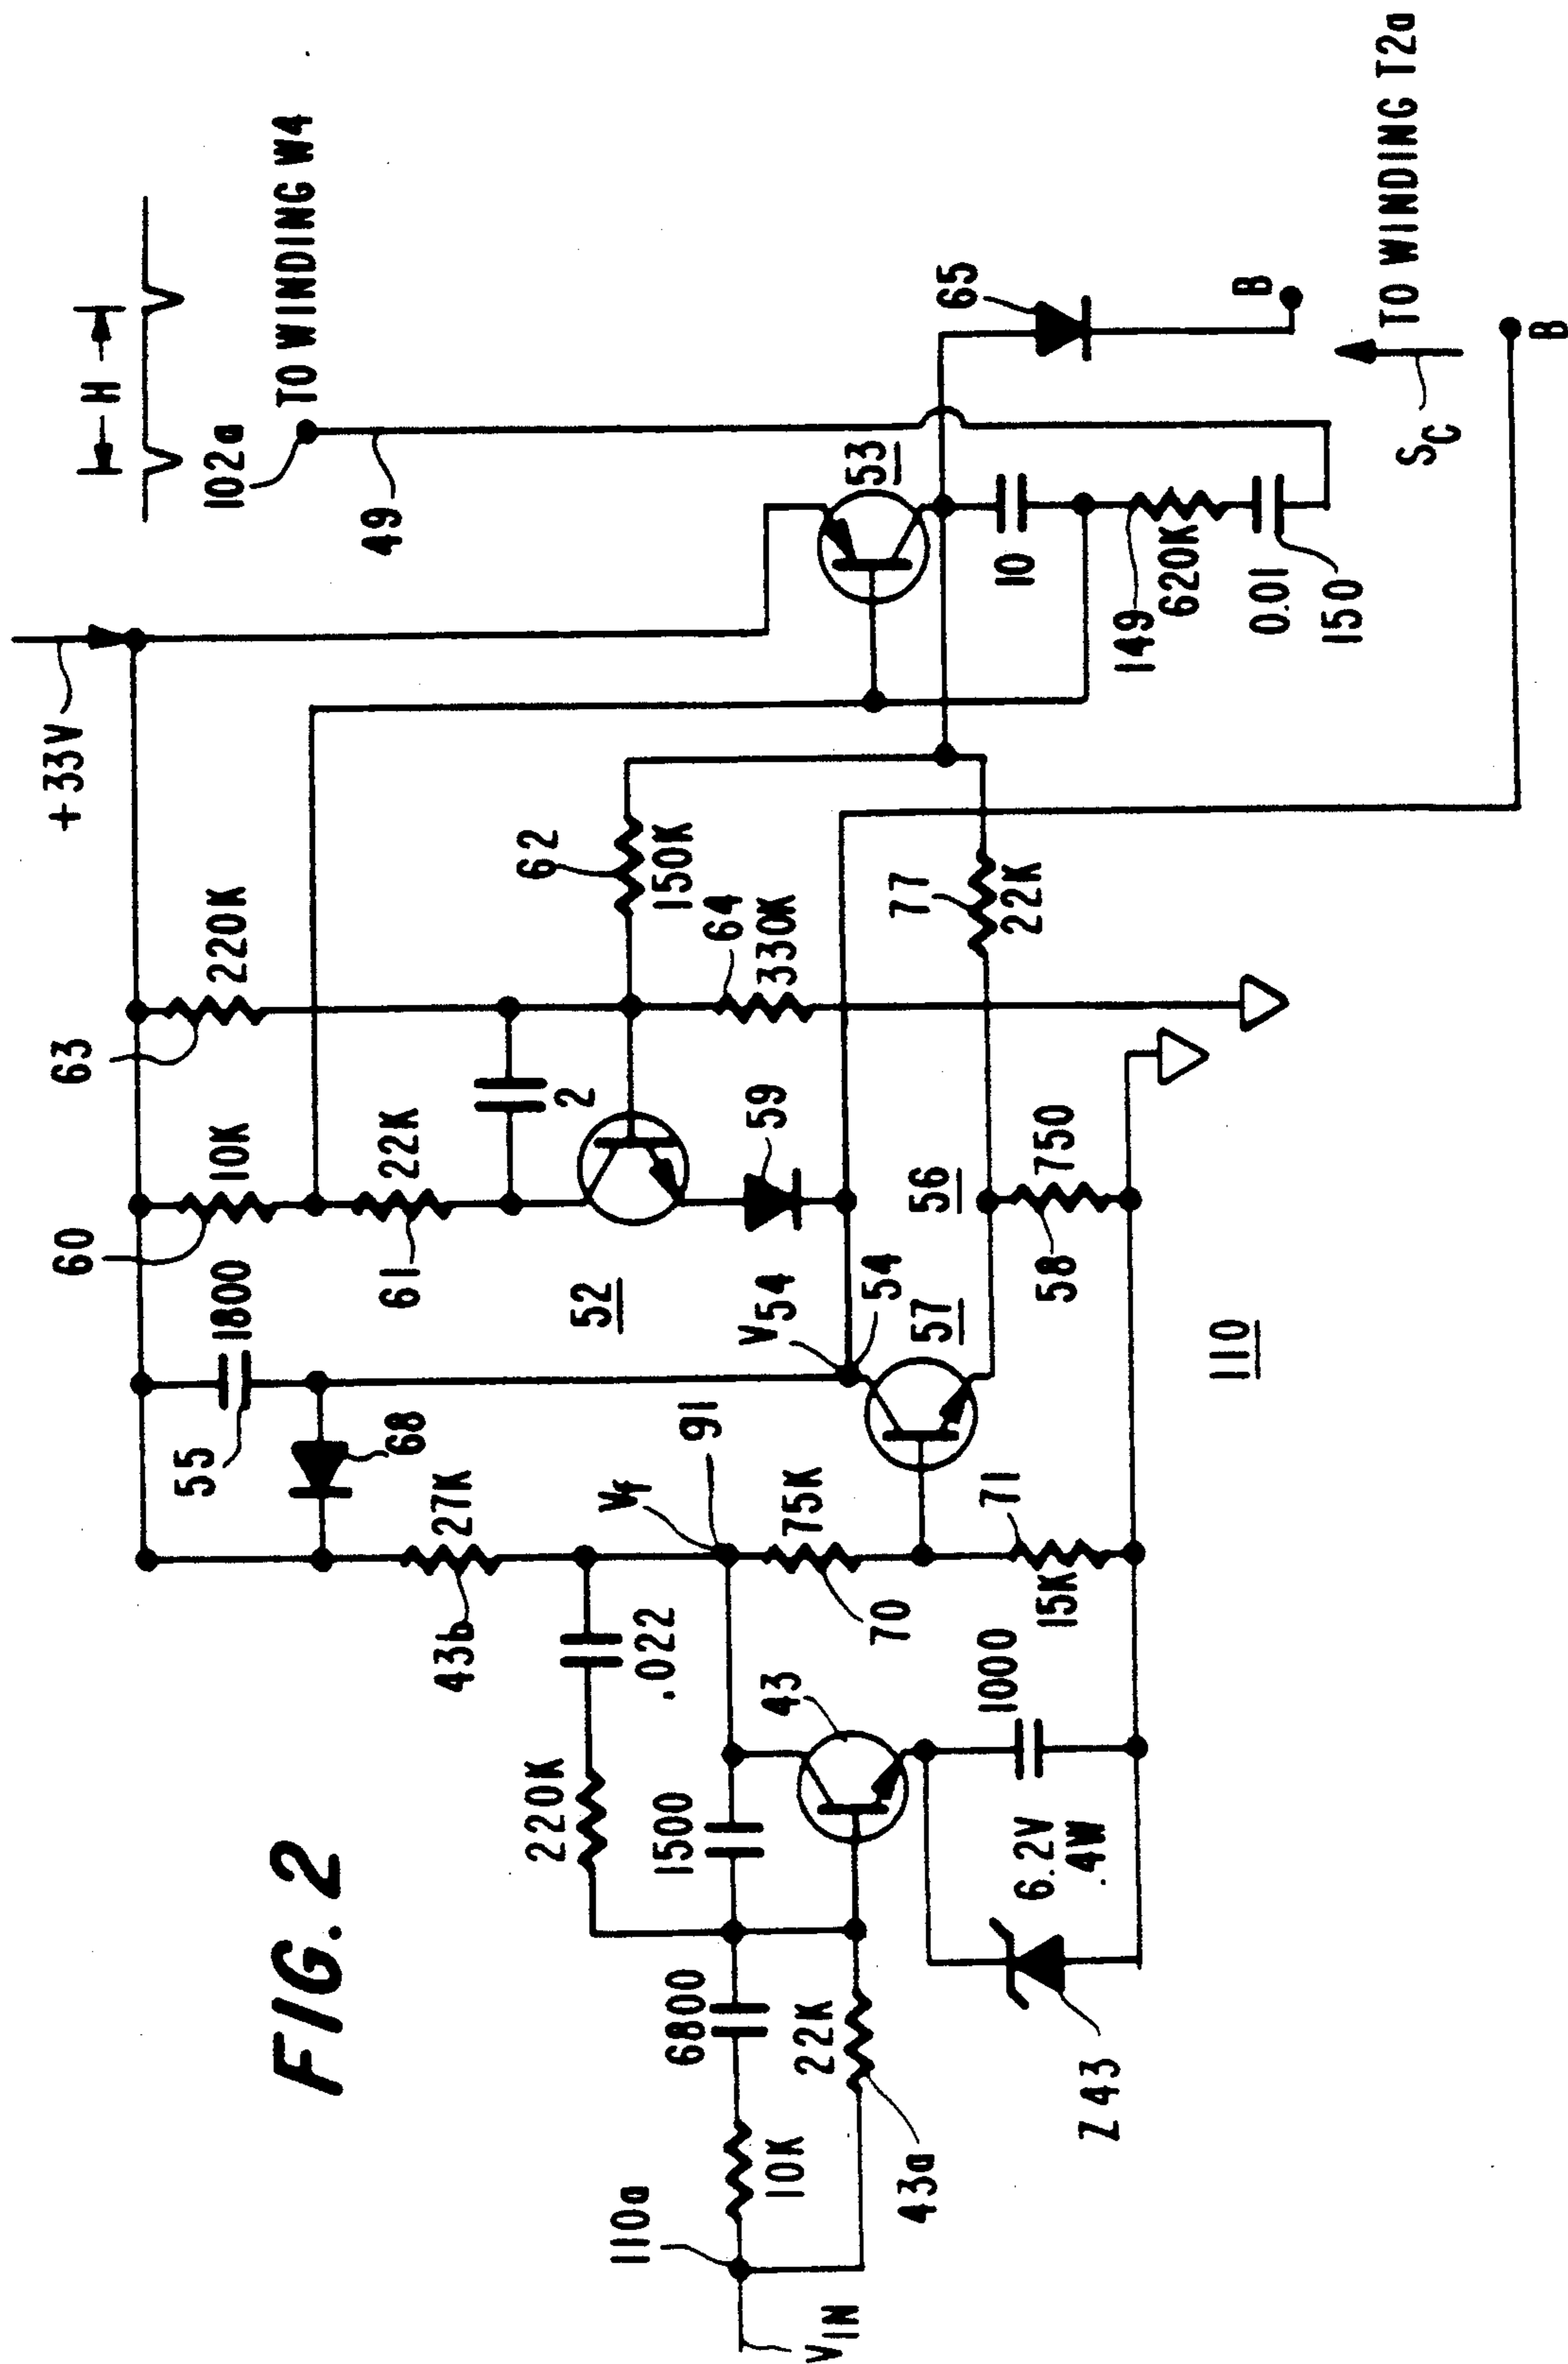 FIG. 2
+33V
H
102a
TO WINDING W4
49
63
220K
60
10K
1800
55
68
61
22K
2
62
150K
64
330K
53
65
B
10
149
620K
0.01
150
SC
TO WINDING T2a
B
52
59
V54
54
77
22K
56
57
58
750
110
43b
27K
Vf
91
.022
220K
75K
70
71
15K
1500
43
1000
6.2V
.4W
Z43
6800
22K
43a
10K
110a
VIN